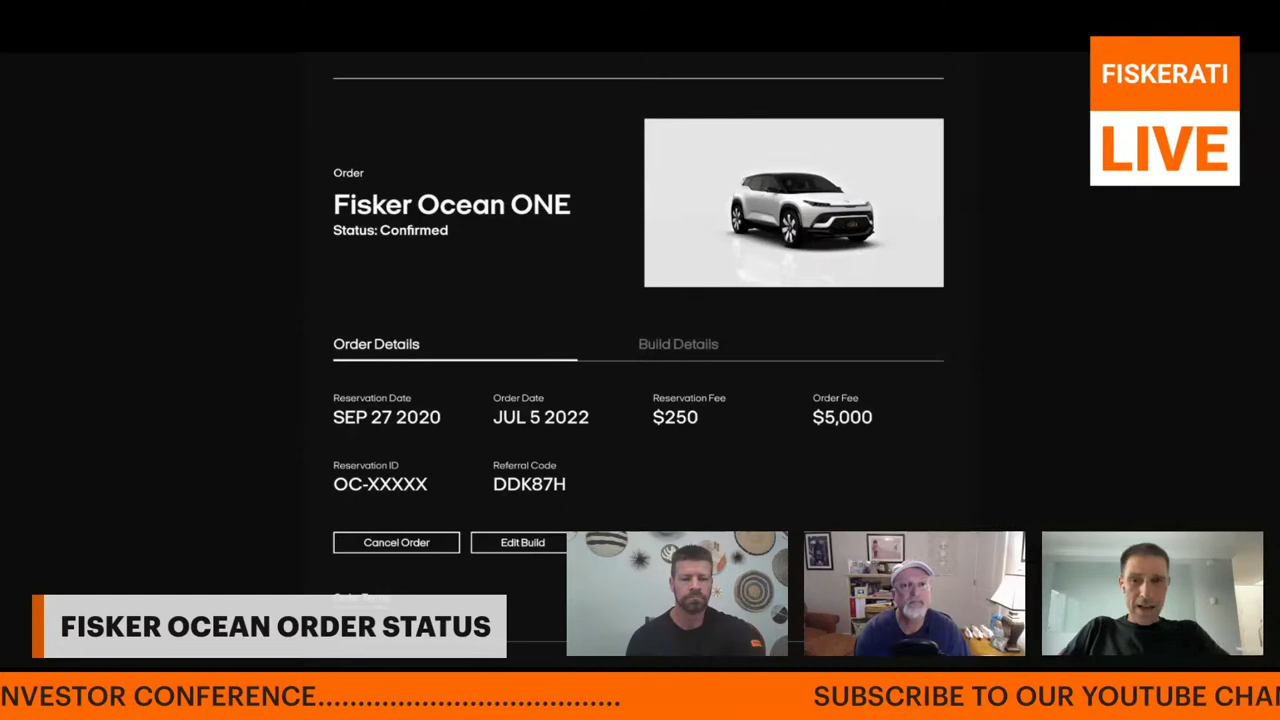 FISKERATI
LIVE
Order
Fisker Ocean ONE
Status: Confirmed
Order Details
Build Details
Reservation Date
SEP 27 2020
Order Date
JUL 5 2022
Reservation Fee
$250
Order Fee
$5,000
Reservation ID
OC-XXXXX
Referral Code
DDK87H
Cancel Order
Edit Build
FISKER OCEAN ORDER STATUS
NVESTOR CONFERENCE.................................... SUBSCRIBE TO OUR YOUTUBE CHA